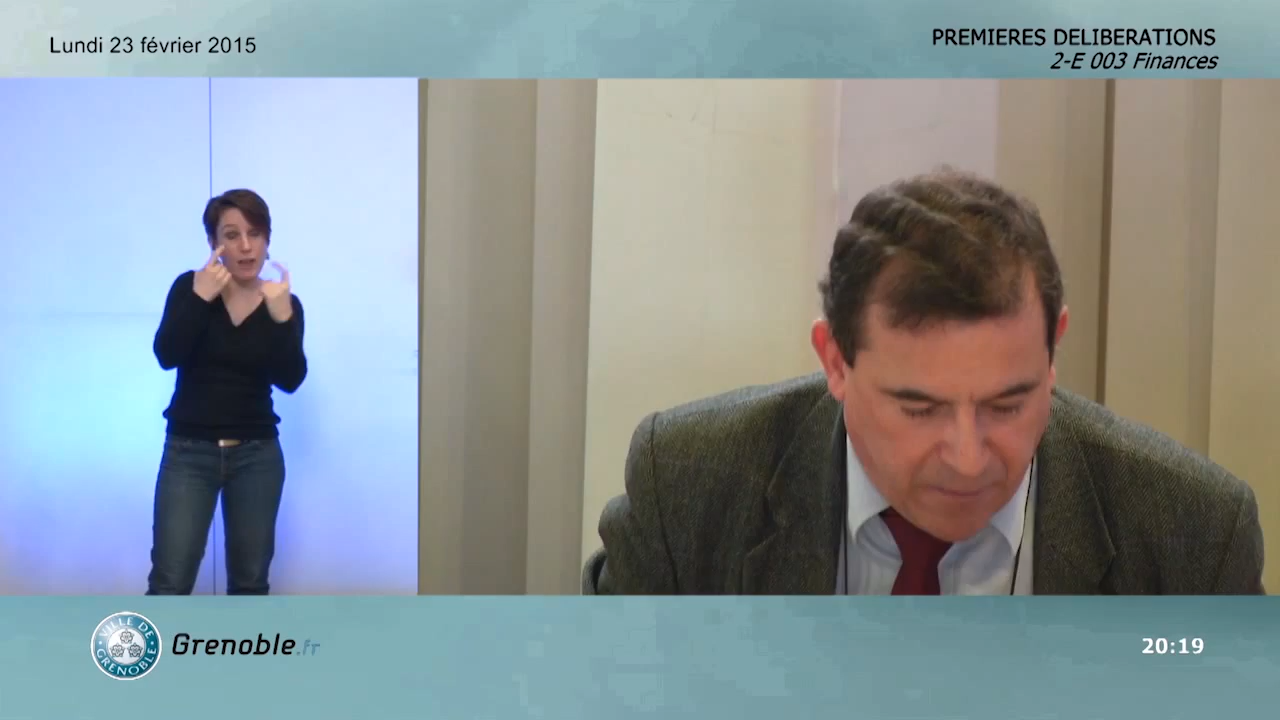 Lundi 23 février 2015
PREMIERES DELIBERATIONS
2-E 003 Finances
VILLE DE
GRENOBLE
Grenoble.fr
20:19